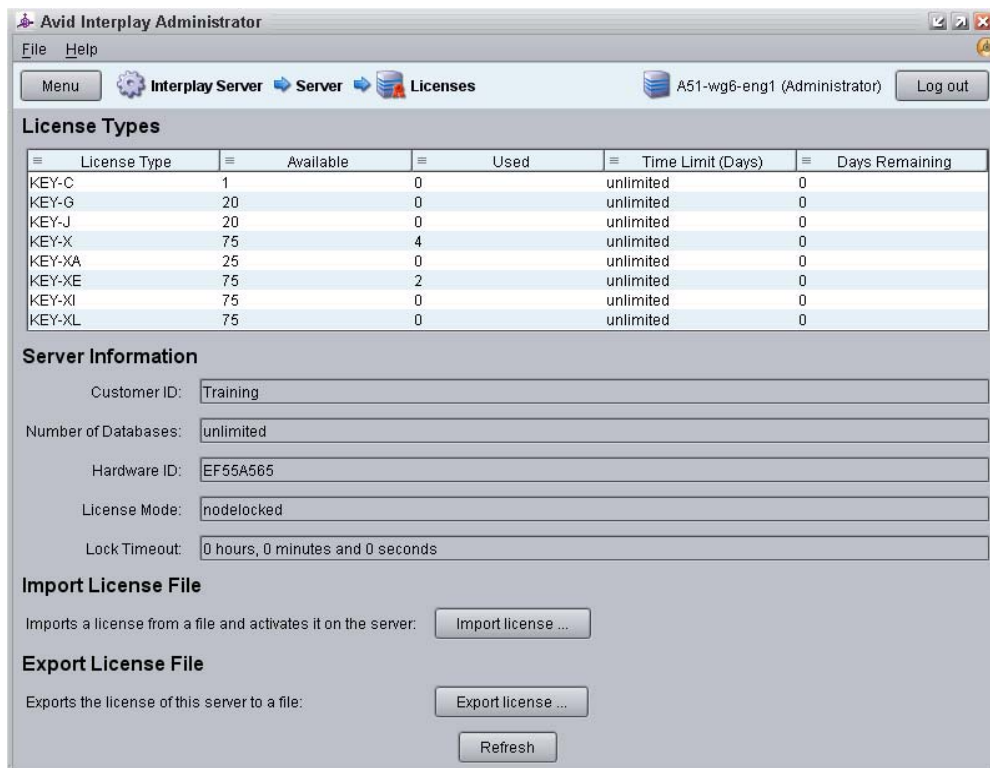 Avid Interplay Administrator
File Help
Menu Interplay Server Server Licenses A51-wg6-eng1 (Administrator) Log out
License Types
License Type Available Used Time Limit (Days) Days Remaining
KEY-C 1 0 unlimited 0
KEY-G 20 0 unlimited 0
KEY-J 20 0 unlimited 0
KEY-X 75 4 unlimited 0
KEY-XA 25 0 unlimited 0
KEY-XE 75 2 unlimited 0
KEY-XI 75 0 unlimited 0
KEY-XL 75 0 unlimited 0
Server Information
Customer ID: Training
Number of Databases: unlimited
Hardware ID: EF55A565
License Mode: nodelocked
Lock Timeout: 0 hours, 0 minutes and 0 seconds
Import License File
Imports a license from a file and activates it on the server: Import license ...
Export License File
Exports the license of this server to a file: Export license ...
Refresh